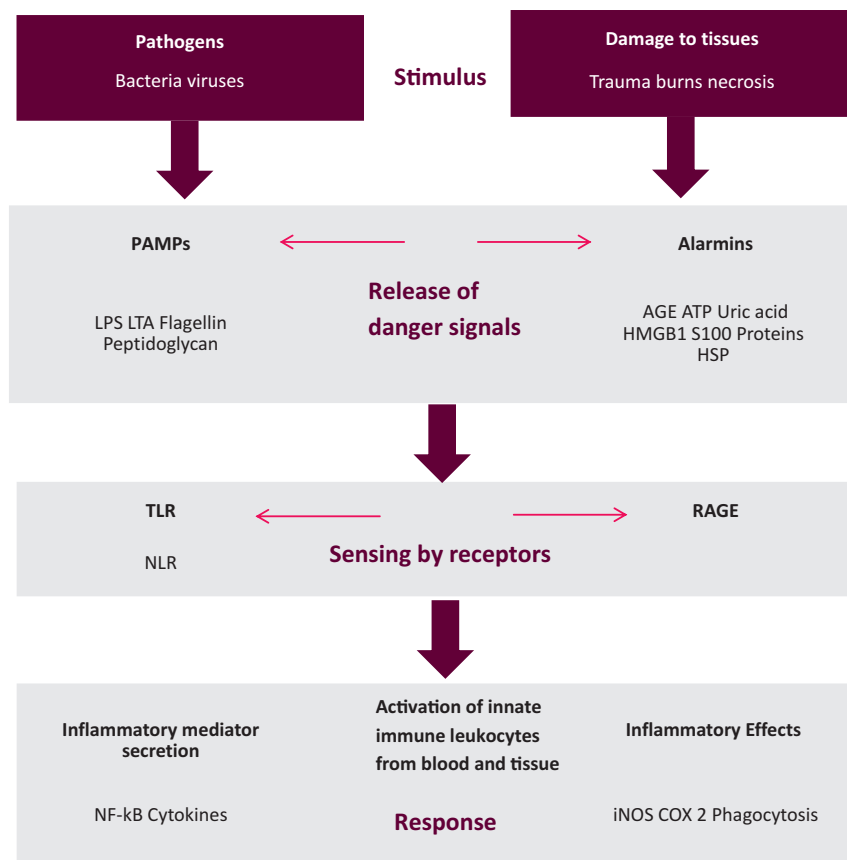 Pathogens
Bacteria viruses
Stimulus
Damage to tissues
Trauma burns necrosis
PAMPs
LPS LTA Flagellin
Peptidoglycan
Release of
danger signals
Alarmins
AGE ATP Uric acid
HMGB1 S100 Proteins
HSP
TLR
NLR
Sensing by receptors
RAGE
Inflammatory mediator
secretion
NF-kB Cytokines
Activation of innate
immune leukocytes
from blood and tissue
Response
Inflammatory Effects
iNOS COX 2 Phagocytosis